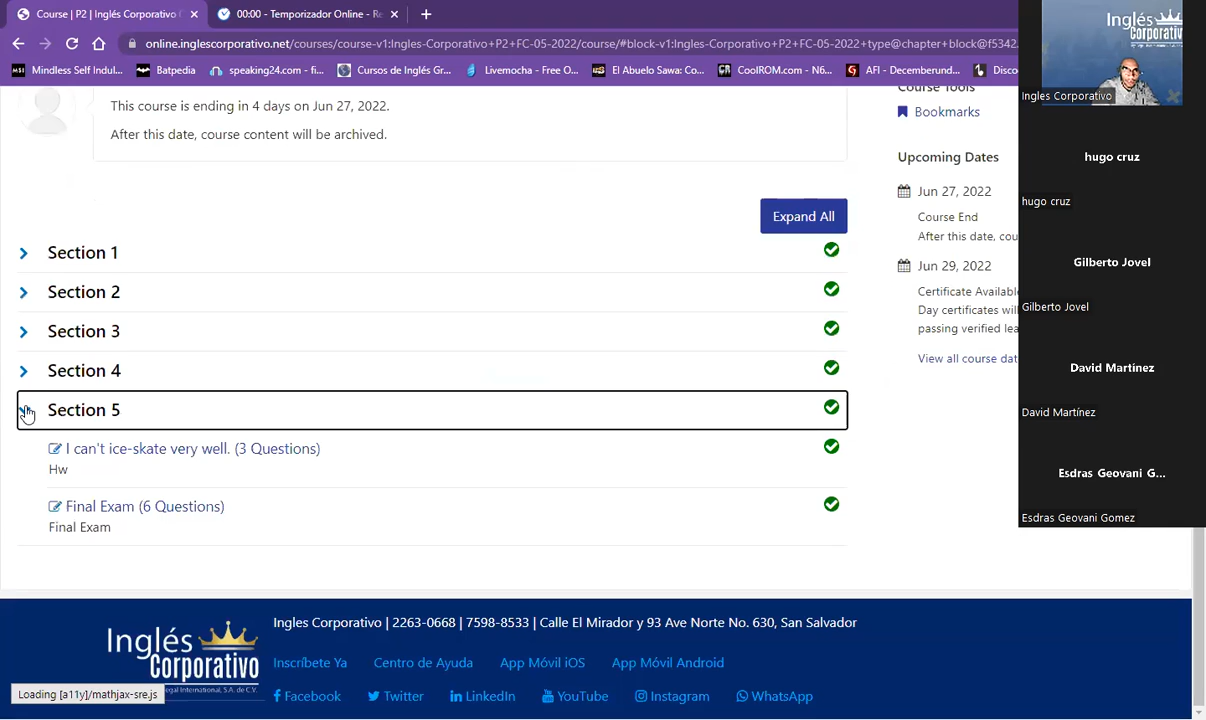 Course | P2 | Inglés Corporativo
00:00 - Temporizador Online - Re
online.inglescorporativo.net/courses/course-v1:Ingles-Corporativo+P2+FC-05-2022/course/#block-v1:Ingles-Corporativo+P2+FC-05-2022+type@chapter+block@f5342
Mindless Self Indul...
Batpedia
speaking24.com - fi...
Cursos de Inglés Gr...
Livemocha - Free O...
El Abuelo Sawa: Co...
CoolROM.com - N6...
AFI - Decemberund...
Disco
This course is ending in 4 days on Jun 27, 2022.
After this date, course content will be archived.
Expand All
Section 1
Section 2
Section 3
Section 4
Section 5
I can't ice-skate very well. (3 Questions)
Hw
Final Exam (6 Questions)
Final Exam
Course Tools
Bookmarks
Upcoming Dates
Jun 27, 2022
Course End
After this date, cou
Jun 29, 2022
Certificate Available
Day certificates will
passing verified lea
View all course dat
Inglés
Corporativo
Ingles Corporativo
hugo cruz
hugo cruz
Gilberto Jovel
Gilberto Jovel
David Martínez
David Martínez
Esdras Geovani G...
Esdras Geovani Gomez
Inglés
Corporativo
egal International, S.A. de C.V.
Ingles Corporativo | 2263-0668 | 7598-8533 | Calle El Mirador y 93 Ave Norte No. 630, San Salvador
Inscríbete Ya
Centro de Ayuda
App Móvil iOS
App Móvil Android
Facebook
Twitter
LinkedIn
YouTube
Instagram
WhatsApp
Loading [a11y]/mathjax-sre.js